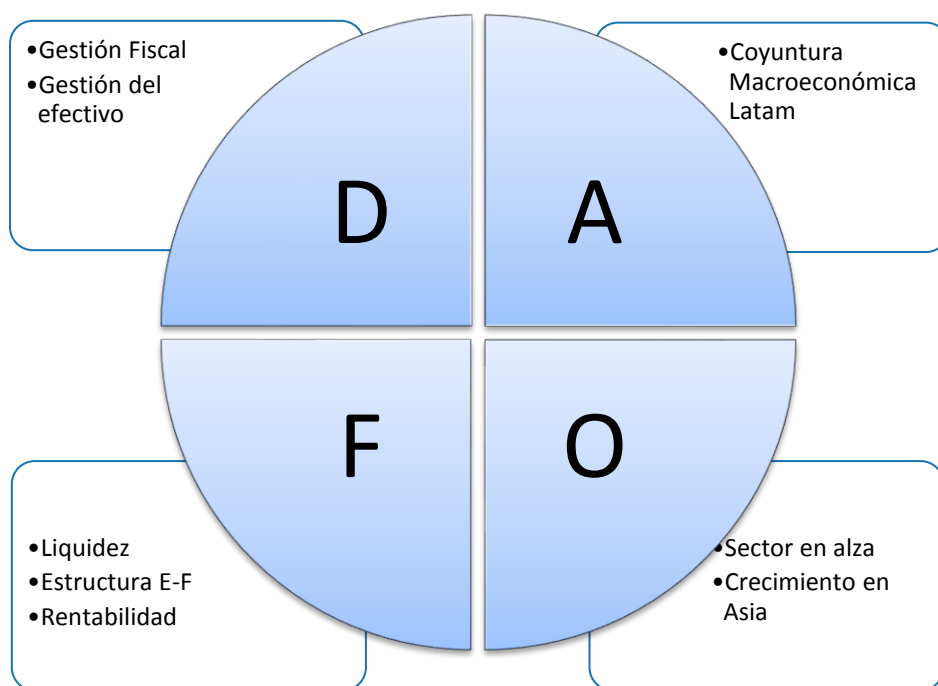 •Gestión Fiscal
•Gestión del
efectivo
D
•Coyuntura
Macroeconómica
Latam
A
•Liquidez
•Estructura E-F
•Rentabilidad
F
•Sector en alza
•Crecimiento en
Asia
O